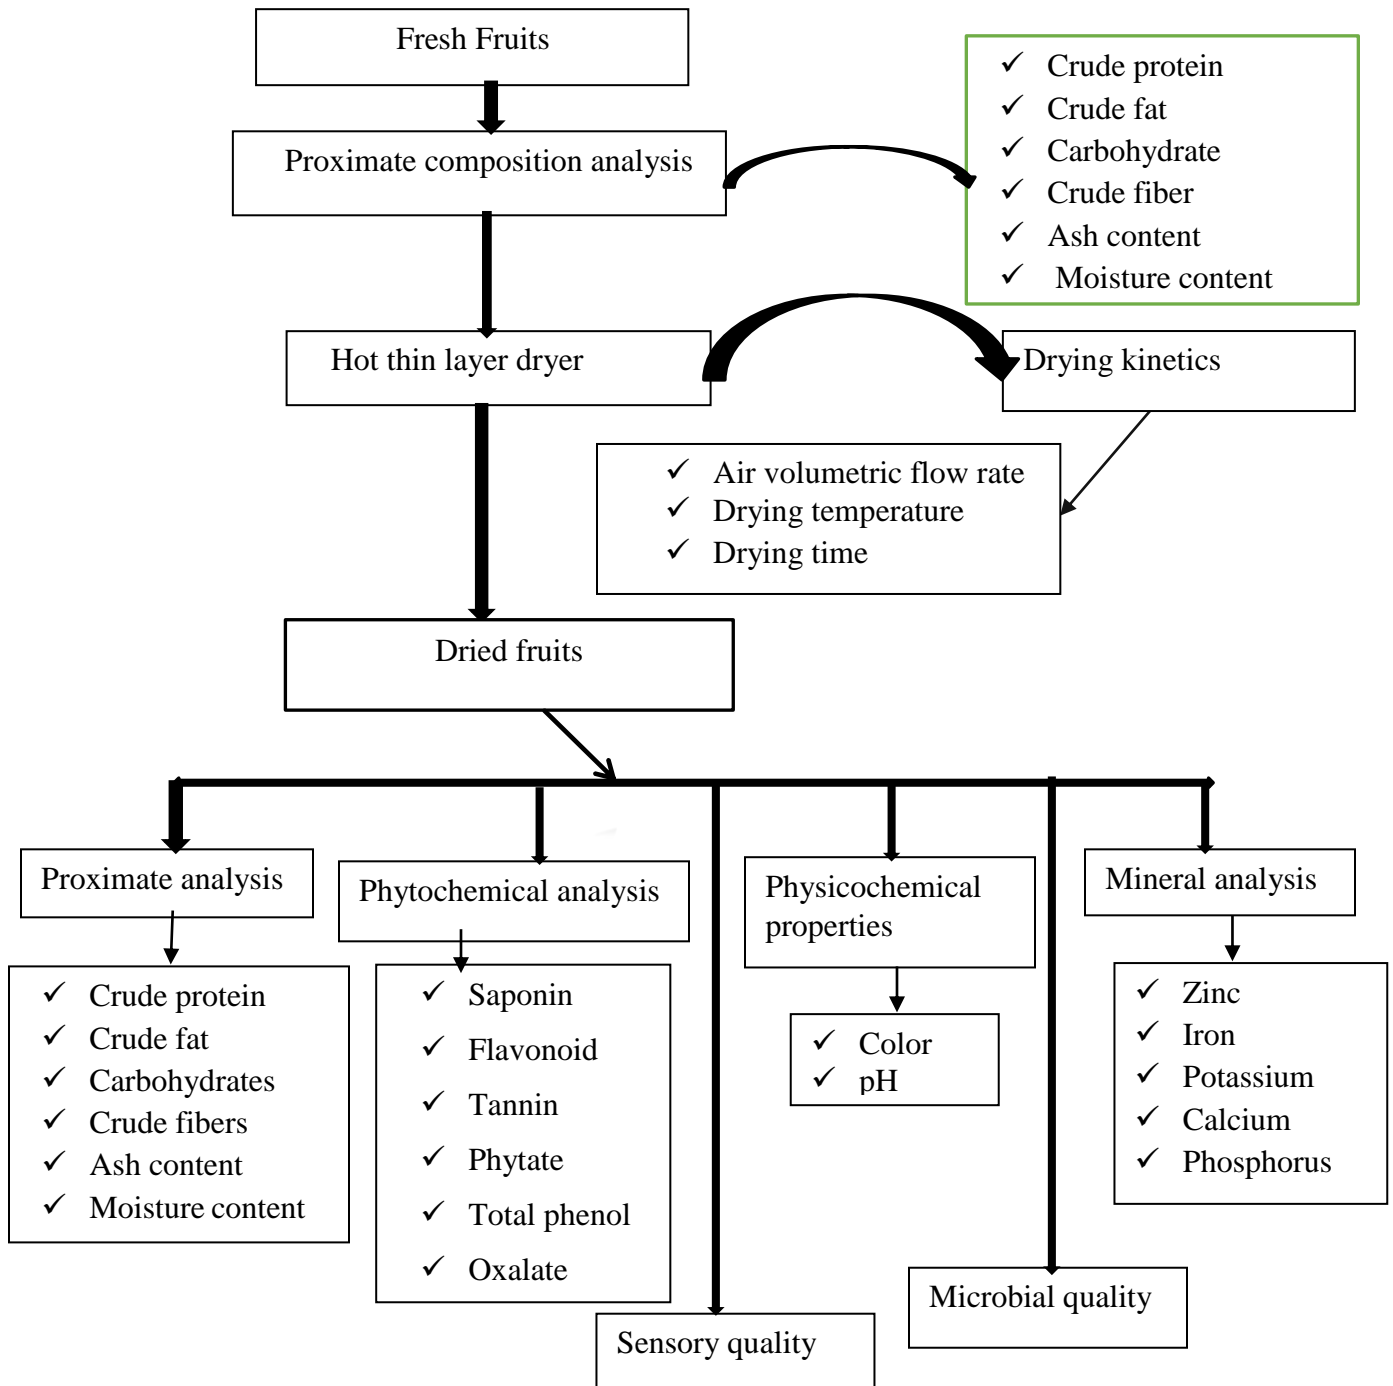 Fresh Fruits
Proximate composition analysis
✓ Crude protein
✓ Crude fat
✓ Carbohydrate
✓ Crude fiber
✓ Ash content
✓ Moisture content
Hot thin layer dryer
Drying kinetics
✓ Air volumetric flow rate
✓ Drying temperature
✓ Drying time
Dried fruits
Proximate analysis
✓ Crude protein
✓ Crude fat
✓ Carbohydrates
✓ Crude fibers
✓ Ash content
✓ Moisture content
Phytochemical analysis
✓ Saponin
✓ Flavonoid
✓ Tannin
✓ Phytate
✓ Total phenol
✓ Oxalate
Sensory quality
Physicochemical
properties
✓ Color
✓ pH
Microbial quality
Mineral analysis
✓ Zinc
✓ Iron
✓ Potassium
✓ Calcium
✓ Phosphorus